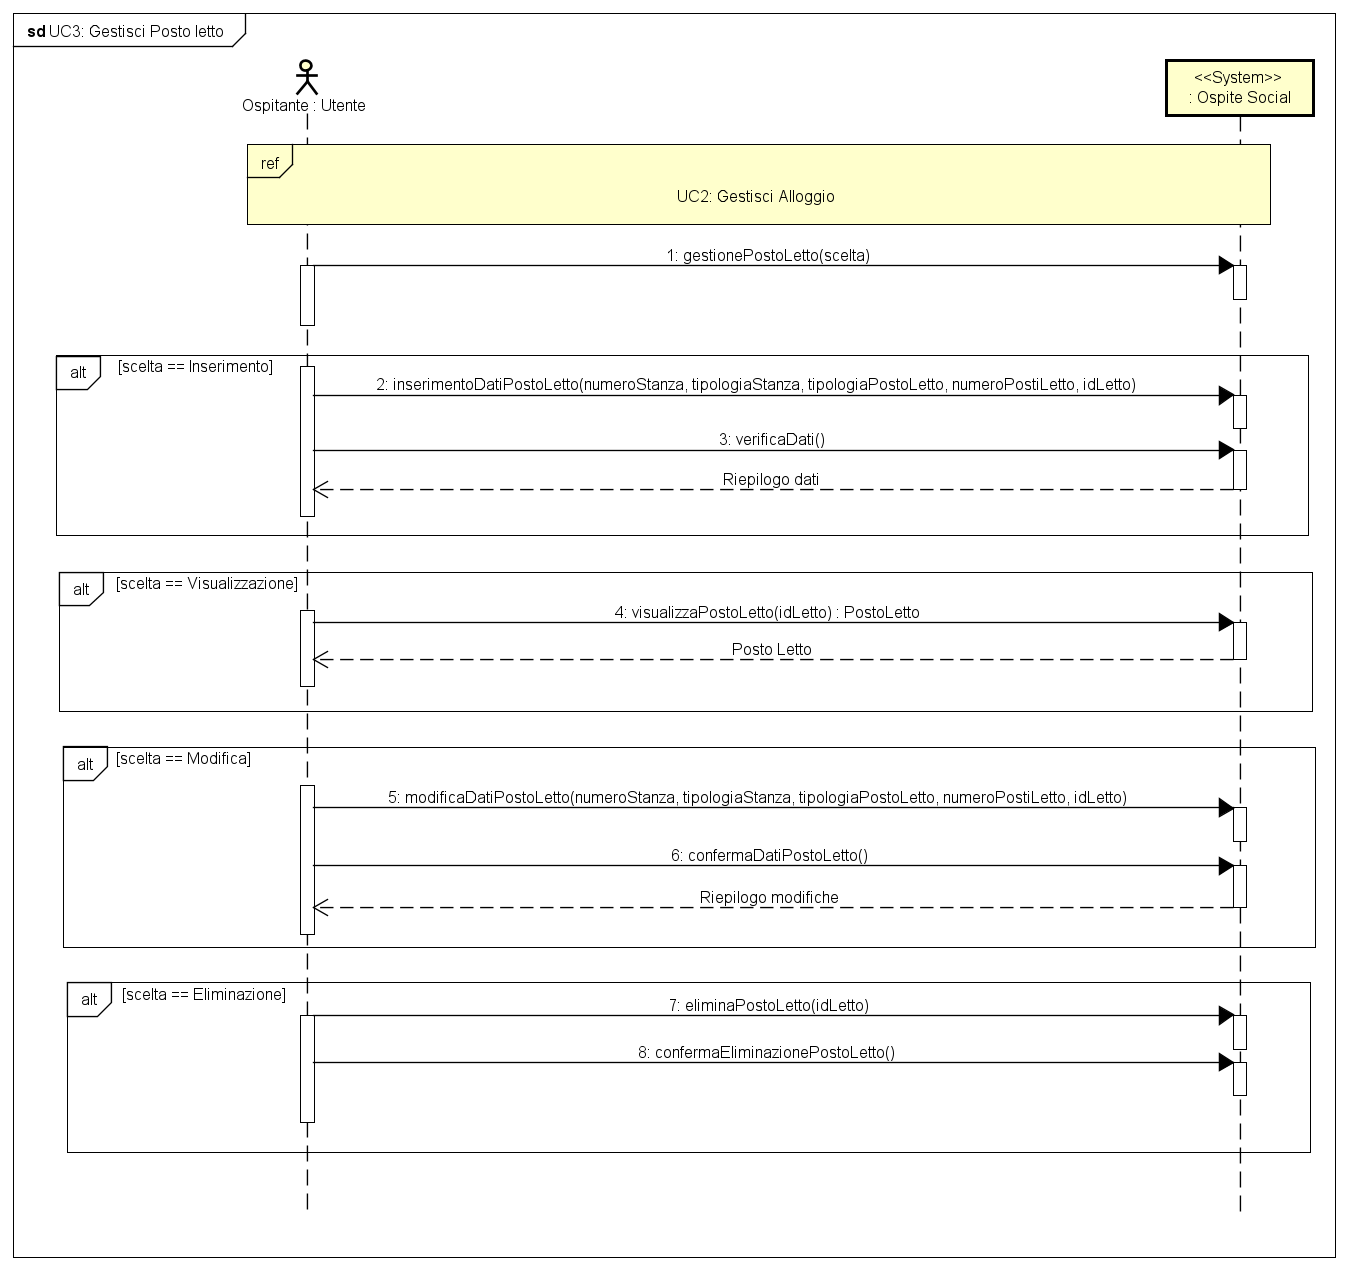 sd UC3: Gestisci Posto letto
Ospitante : Utente
<<System>>
: Ospite Social
ref
UC2: Gestisci Alloggio
1: gestionePostoLetto(scelta)
alt
[scelta == Inserimento]
2: inserimentoDatiPostoLetto(numeroStanza, tipologiaStanza, tipologiaPostoLetto, numeroPostiLetto, idLetto)
3: verificaDati()
Riepilogo dati
alt
[scelta == Visualizzazione]
4: visualizzaPostoLetto(idLetto) : PostoLetto
Posto Letto
alt
[scelta == Modifica]
5: modificaDatiPostoLetto(numeroStanza, tipologiaStanza, tipologiaPostoLetto, numeroPostiLetto, idLetto)
6: confermaDatiPostoLetto()
Riepilogo modifiche
alt
[scelta == Eliminazione]
7: eliminaPostoLetto(idLetto)
8: confermaEliminazionePostoLetto()